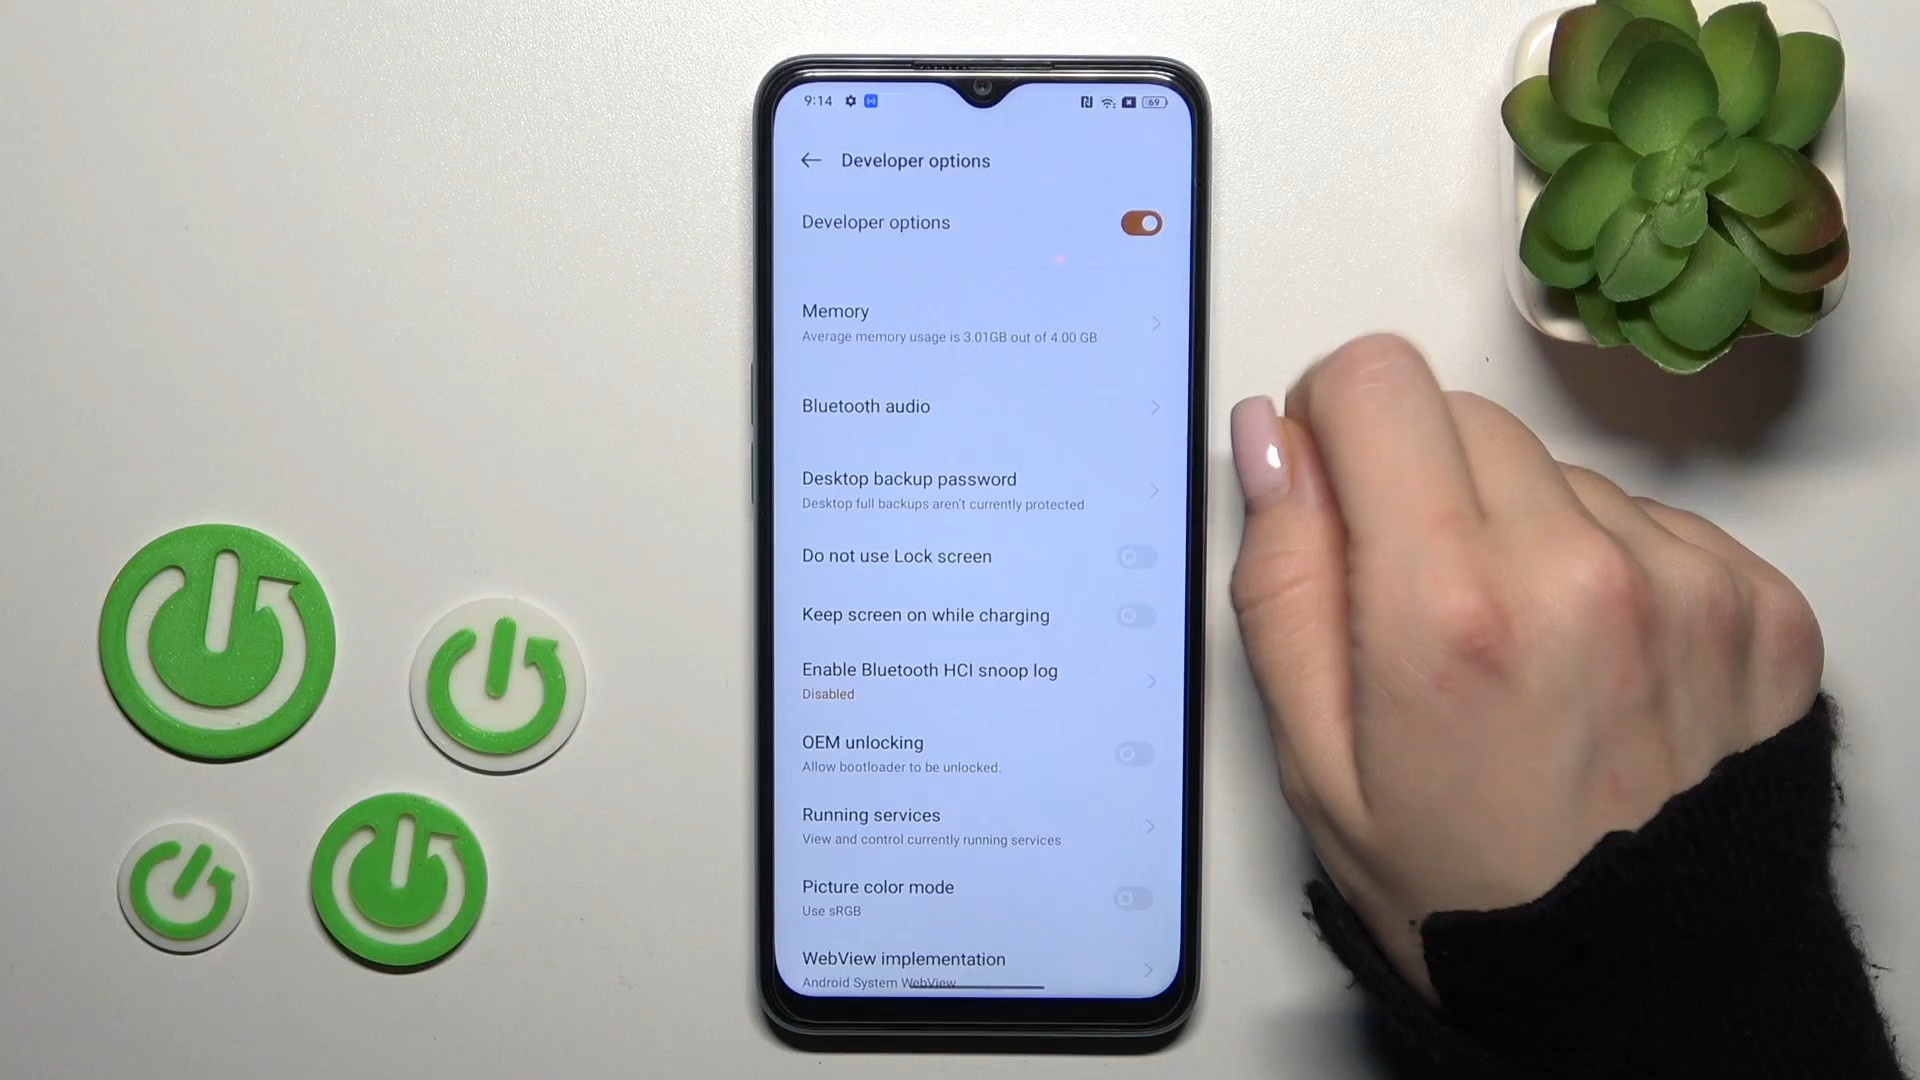 9:14
69
Developer options
Developer options
Memory
Average memory usage is 3.01GB out of 4.00 GB
Bluetooth audio
Desktop backup password
Desktop full backups aren't currently protected
Do not use Lock screen
Keep screen on while charging
Enable Bluetooth HCI snoop log
Disabled
OEM unlocking
Allow bootloader to be unlocked.
Running services
View and control currently running services
Picture color mode
Use sRGB
WebView implementation
Android System WebView